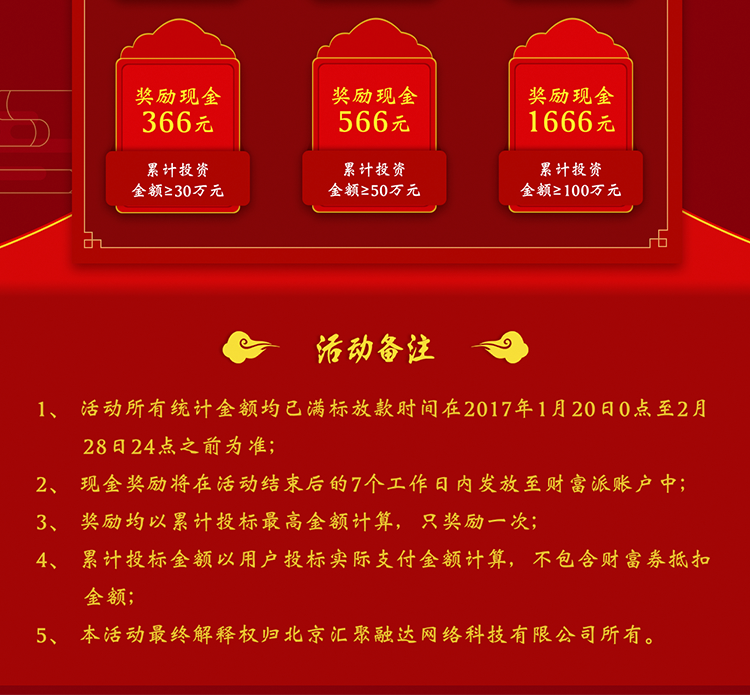 奖励现金 奖励现金 奖励现金
366元 566元 1666元
累计投资 累计投资 累计投资
金额≥30万元 金额≥50万元 金额≥100万元
活动备注
1、 活动所有统计金额均已满标放款时间在2017年1月20日0点至2月
28日24点之前为准;
2、 现金奖励将在活动结束后的7个工作日内发放至财富派账户中;
3、 奖励均以累计投标最高金额计算, 只奖励一次;
4、 累计投标金额以用户投标实际支付金额计算, 不包含财富券抵扣
金额;
5、 本活动最终解释权归北京汇聚融达网络科技有限公司所有。